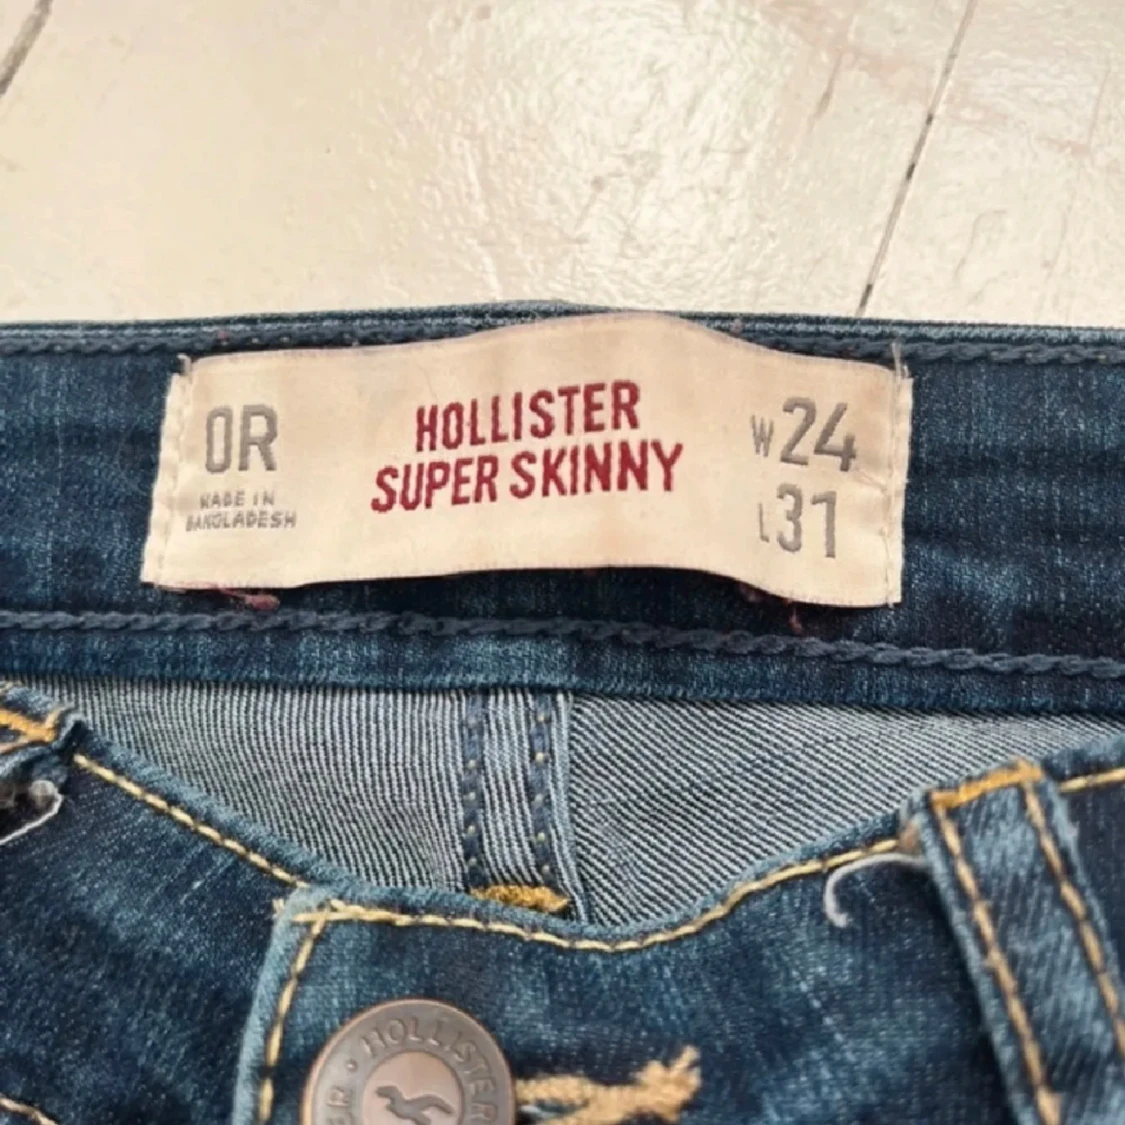 0R
MADE IN
BANGLADESH
HOLLISTER
SUPER SKINNY
W24
L31
HOLLISTER